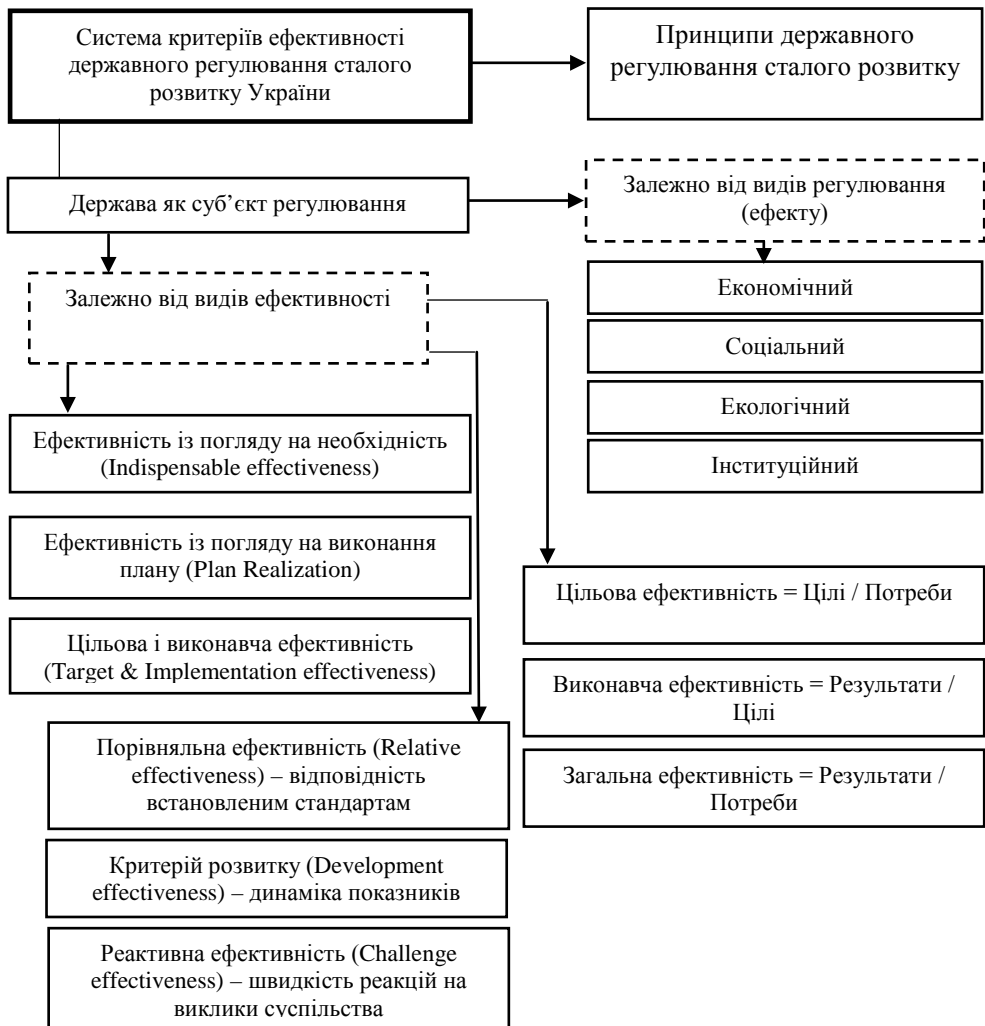 Система критеріїв ефективності
державного регулювання сталого
розвитку України
Принципи державного
регулювання сталого розвитку
Держава як суб’єкт регулювання
Залежно від видів регулювання
(ефекту)
Залежно від видів ефективності
Економічний
Соціальний
Екологічний
Інституційний
Ефективність із погляду на необхідність
(Indispensable effectiveness)
Ефективність із погляду на виконання
плану (Plan Realization)
Цільова і виконавча ефективність
(Target & Implementation effectiveness)
Порівняльна ефективність (Relative
effectiveness) – відповідність
встановленим стандартам
Критерій розвитку (Development
effectiveness) – динаміка показників
Реактивна ефективність (Challenge
effectiveness) – швидкість реакцій на
виклики суспільства
Цільова ефективність = Цілі / Потреби
Виконавча ефективність = Результати /
Цілі
Загальна ефективність = Результати /
Потреби